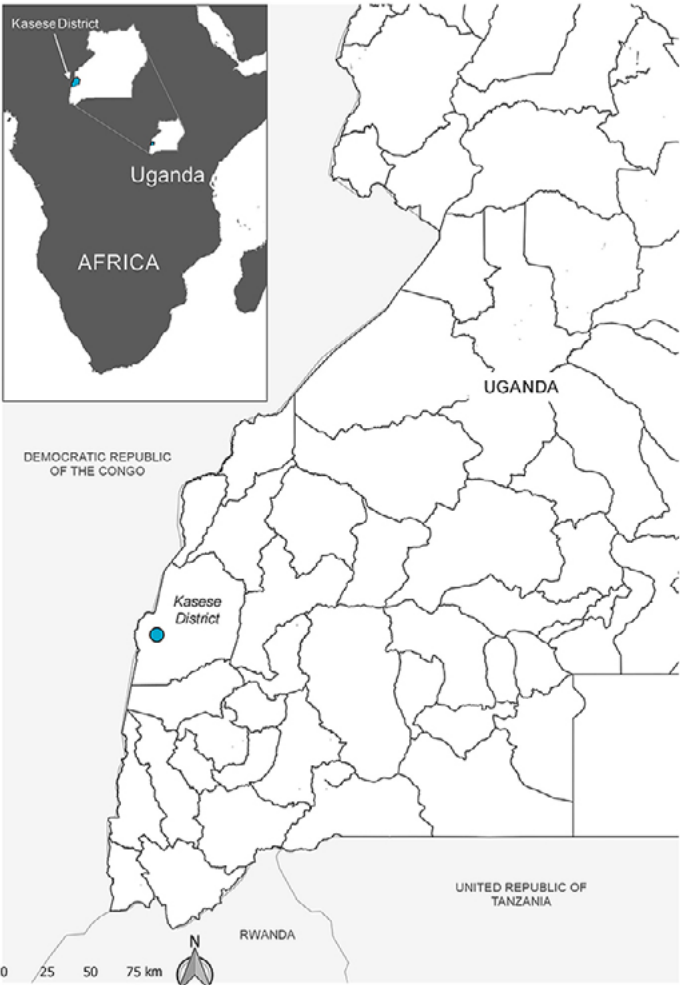 Kasese District
Uganda
AFRICA
UGANDA
DEMOCRATIC REPUBLIC
OF THE CONGO
Kasese
District
UNITED REPUBLIC OF
TANZANIA
RWANDA
N
0 25 50 75 km